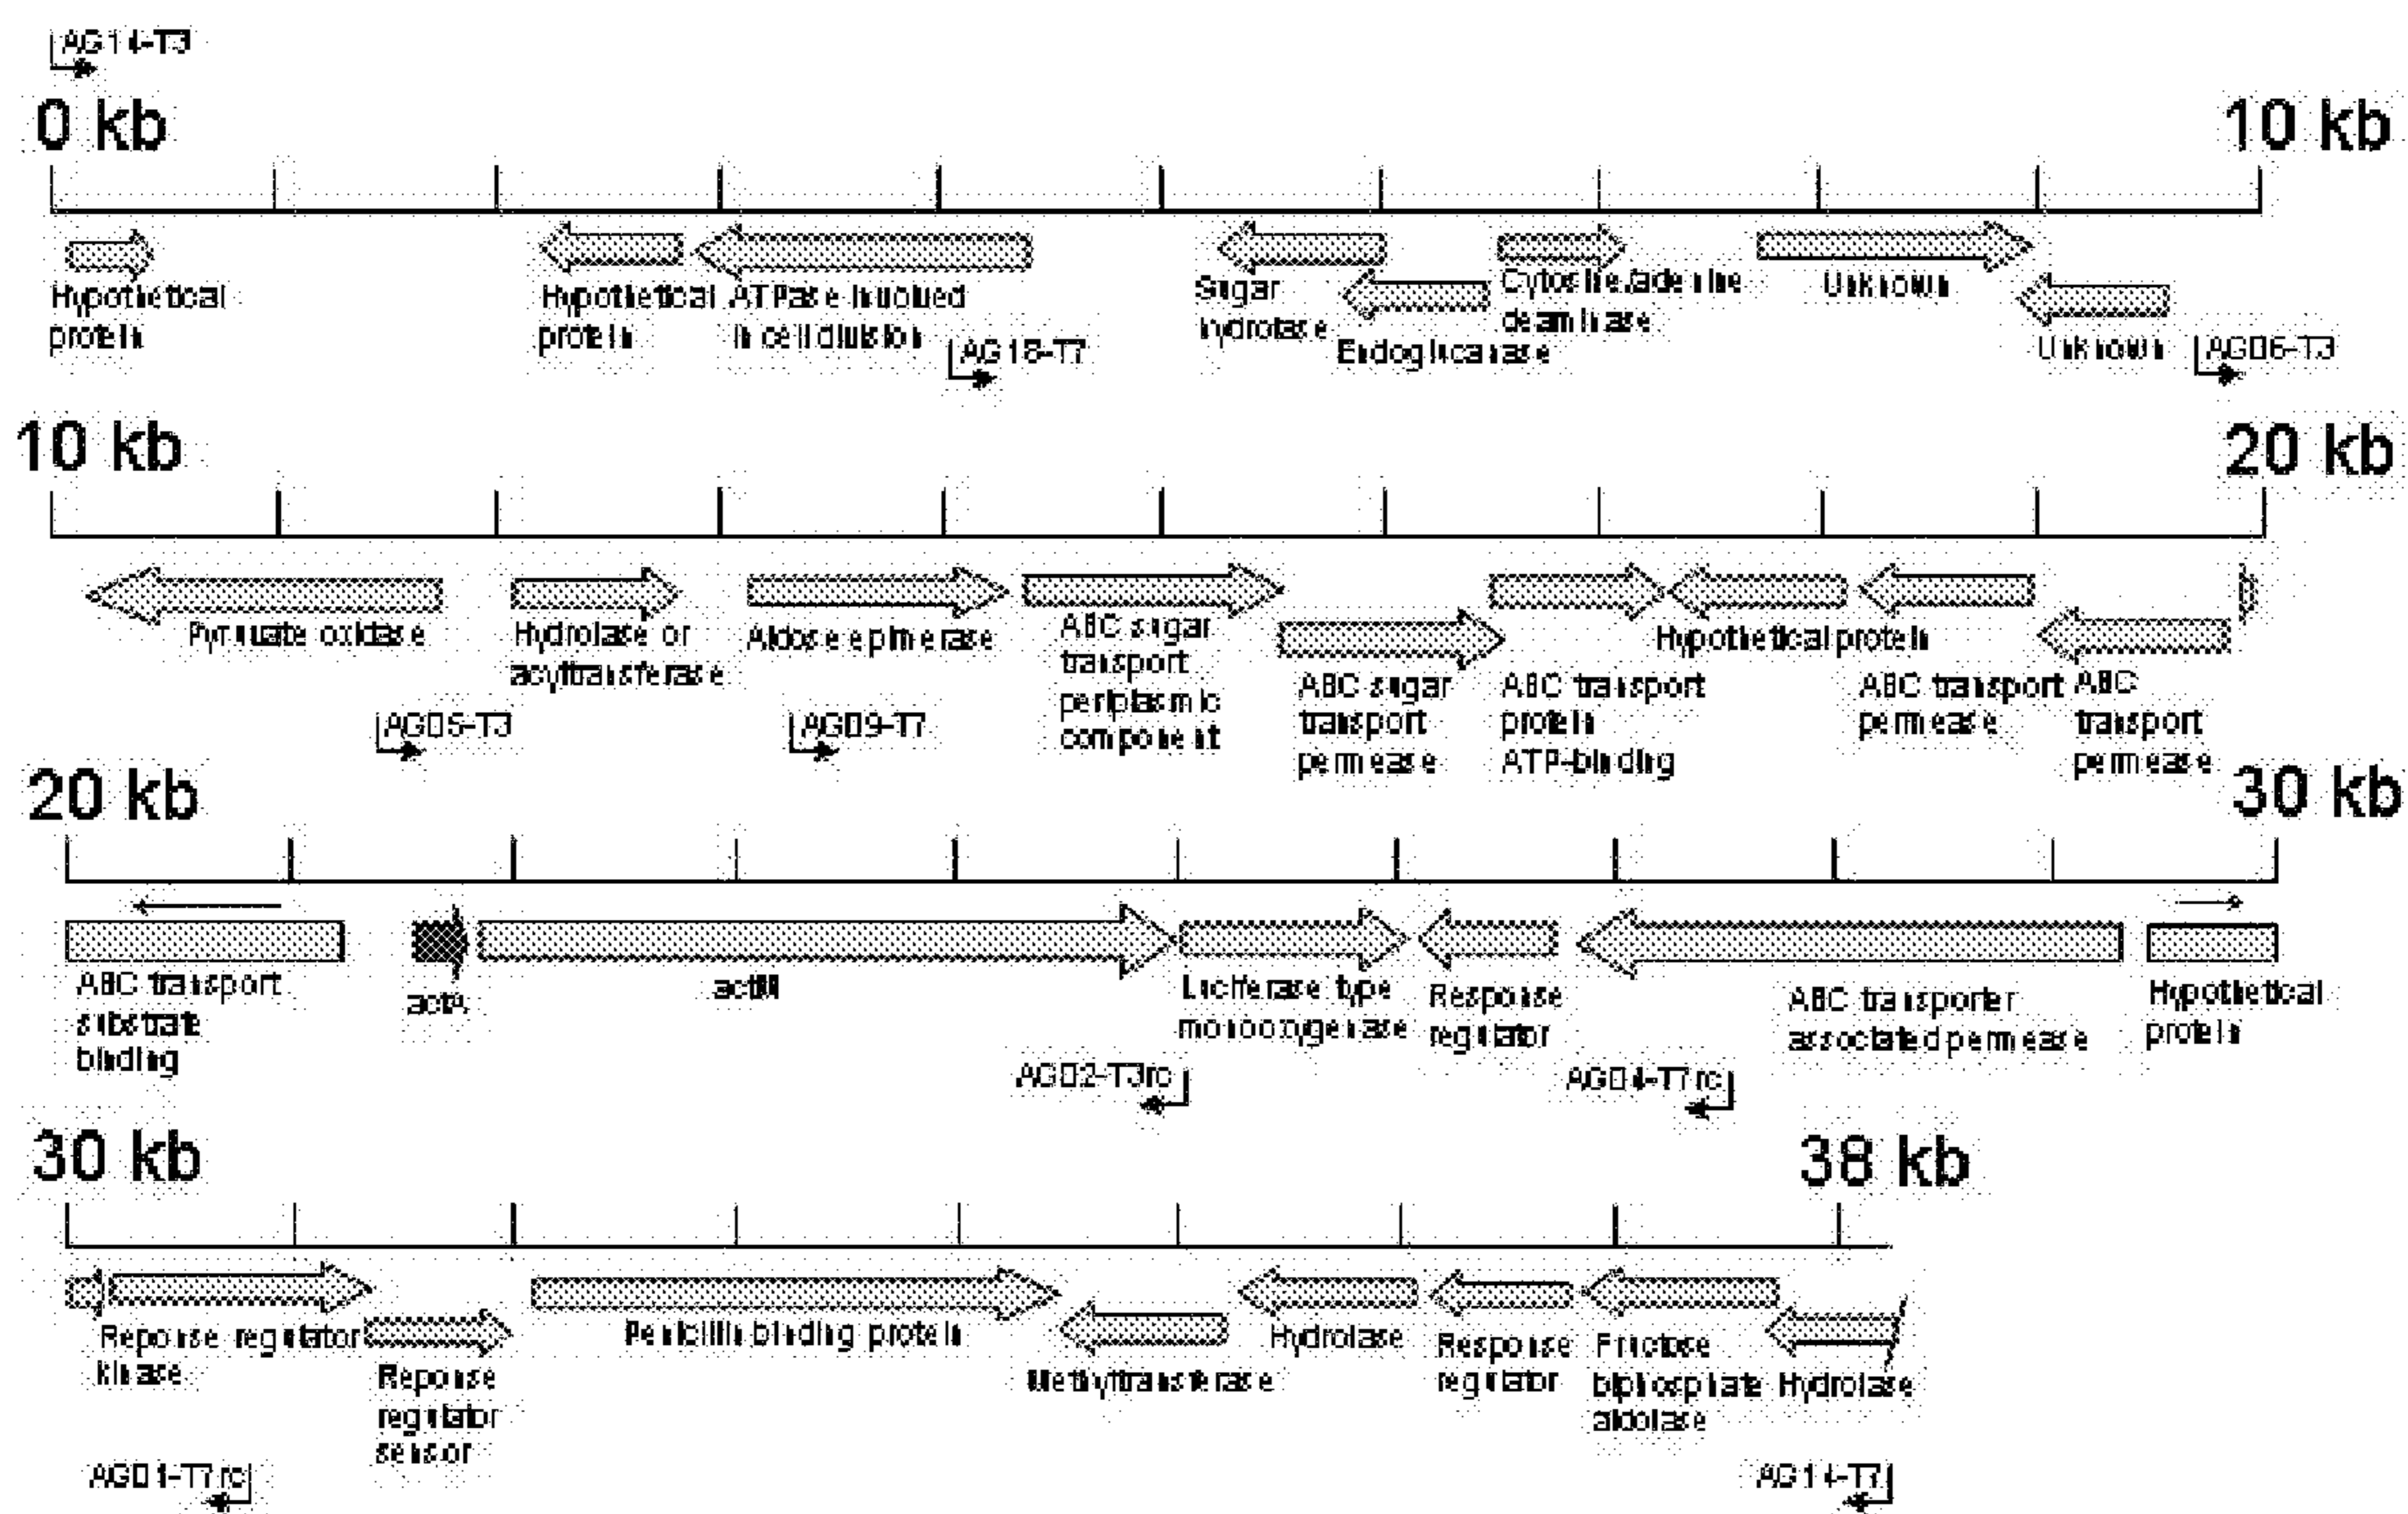 AG14-T3
0 kb
10 kb
Hypothetical
protein
Hypothetical
protein
ATPase involved
in cell division
AG18-T7
Sugar
hydrolase
Endoglucanase
Cytosine/adenine
deaminase
Unknown
Unknown
AG06-T3
10 kb
20 kb
Pyruvate oxidase
AG05-T3
Hydrolase or
acyltransferase
Aldose epimerase
AG09-T7
ABC sugar
transport
periplasmic
component
ABC sugar
transport
permease
ABC transport
protein
ATP-binding
Hypothetical protein
ABC transport
permease
ABC
transport
permease
20 kb
30 kb
ABC transport
substrate
binding
actA
Luciferase type
monooxygenase
Response
regulator
ABC transporter
associated permease
Hypothetical
protein
AG02-T3rc
AG04-T7rc
30 kb
38 kb
Reponse regulator
kinase
Reponse
regulator
sensor
Penicillin binding protein
Methyltransferase
Hydrolase
Response
regulator
Fructose
biphosphate
aldolase
Hydrolase
AG01-T7rc
AG14-T7